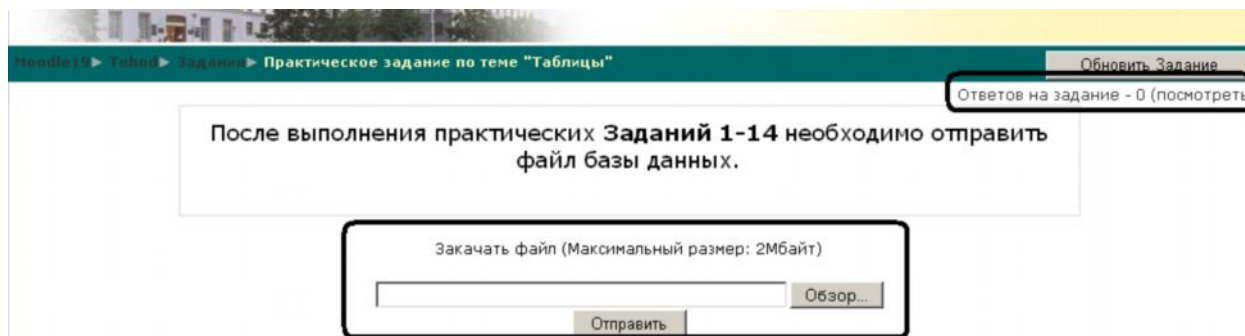 Moodle19▶ Tohod▶ Задания▶ Практическое задание по теме "Таблицы"
Обновить Задание
Ответов на задание - 0 (посмотреть
После выполнения практических Заданий 1-14 необходимо отправить
файл базы данных.
Закачать файл (Максимальный размер: 2Мбайт)
Обзор...
Отправить